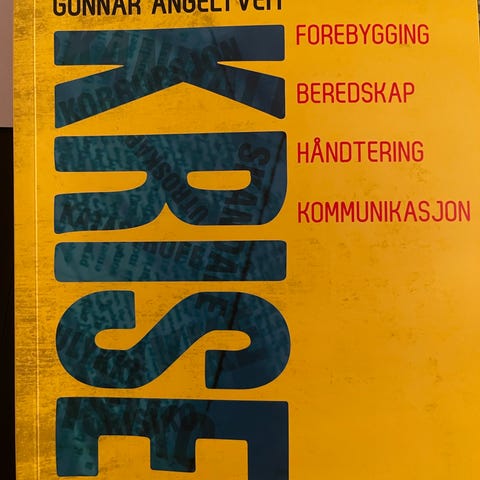 GUNNAR ANGELTVEIT
KRISE
FOREBYGGING
BEREDSKAP
HÅNDTERING
KOMMUNIKASJON